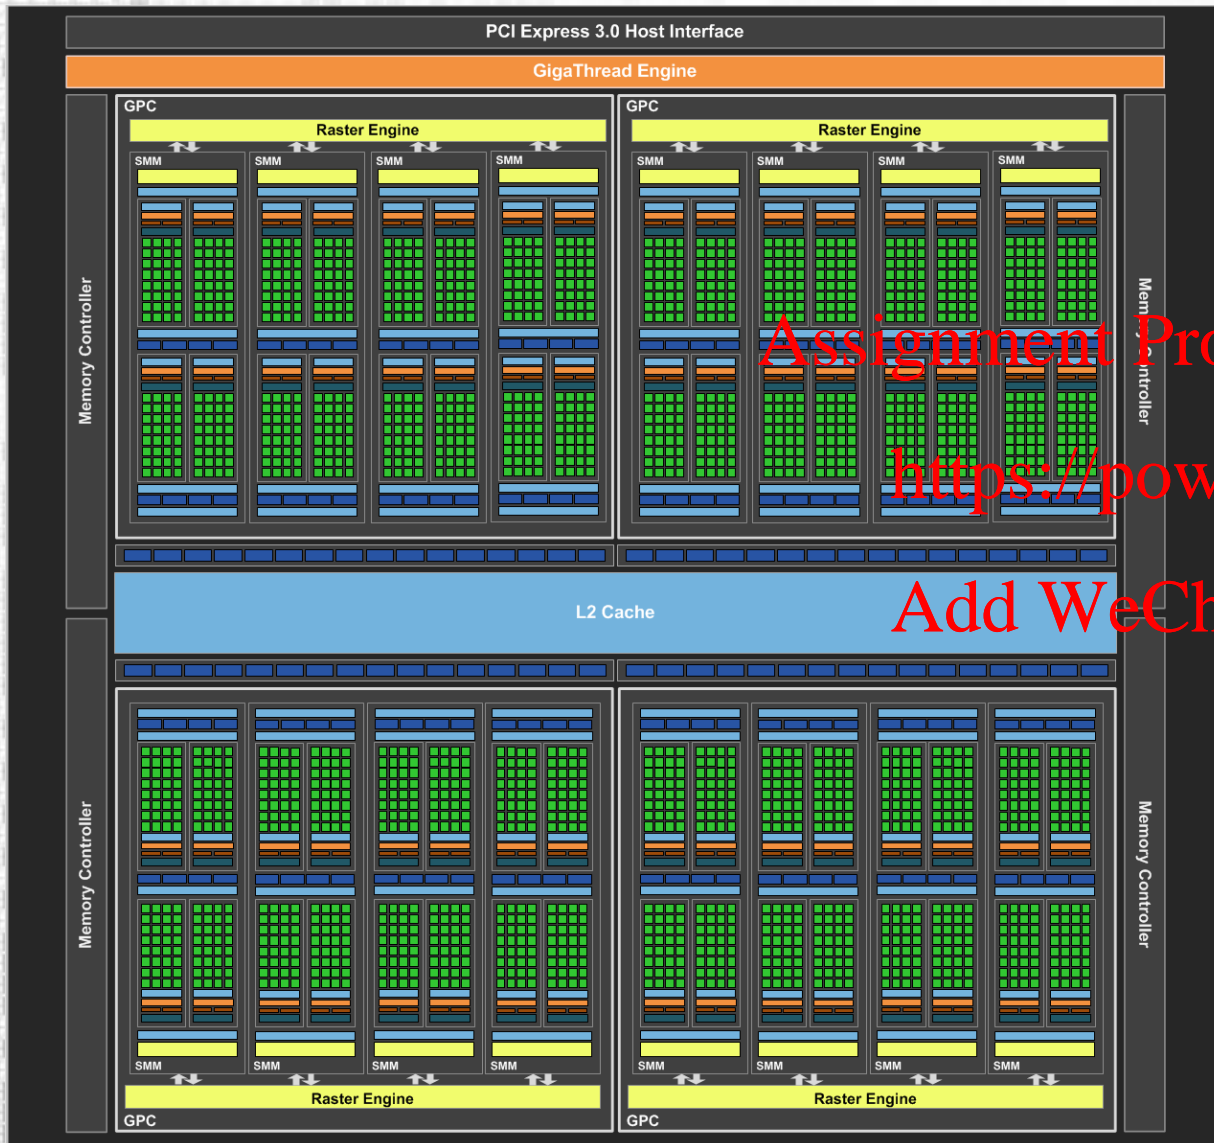 PCI Express 3.0 Host Interface
GigaThread Engine
GPC
GPC
Raster Engine
Raster Engine
SMM
SMM
SMM
SMM
SMM
SMM
SMM
SMM
Memory Controller
Memory Controller
Assignment Pro
https://pow
L2 Cache
Add WeCh
Memory Controller
Memory Controller
SMM
SMM
SMM
SMM
SMM
SMM
SMM
SMM
Raster Engine
Raster Engine
GPC
GPC